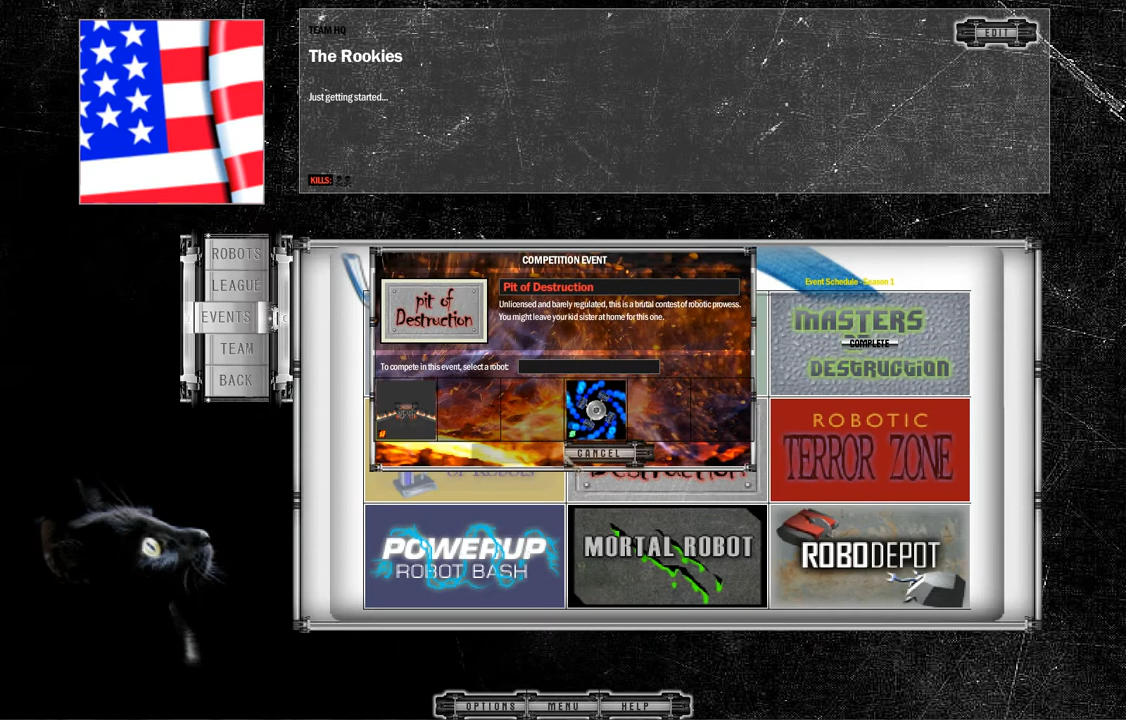 TEAM HQ
EDIT
The Rookies
Just getting started...
KILLS:
ROBOTS
LEAGUE
EVENTS
TEAM
BACK
COMPETITION EVENT
pit of
Destruction
Pit of Destruction
Unlicensed and barely regulated, this is a brutal contest of robotic prowess.
You might leave your kid sister at home for this one.
To compete in this event, select a robot:
CANCEL
Event Schedule - Season 1
MASTERS
COMPLETE
DESTRUCTION
OF ROBOTS
Destruction
ROBOTIC
TERROR ZONE
POWERUP
ROBOT BASH
MORTAL ROBOT
ROBODEPOT
OPTIONS
MENU
HELP